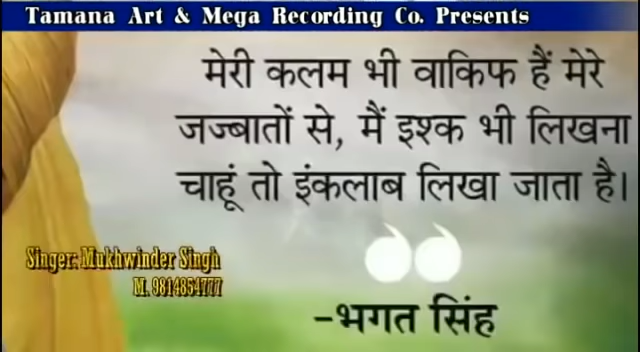 Tamana Art & Mega Recording Co. Presents
मेरी कलम भी वाकिफ हैं मेरे
जज्बातों से, मैं इश्क भी लिखना
चाहूं तो इंकलाब लिखा जाता है।
Singer: Mukhwinder Singh
M. 9814854777
-भगत सिंह